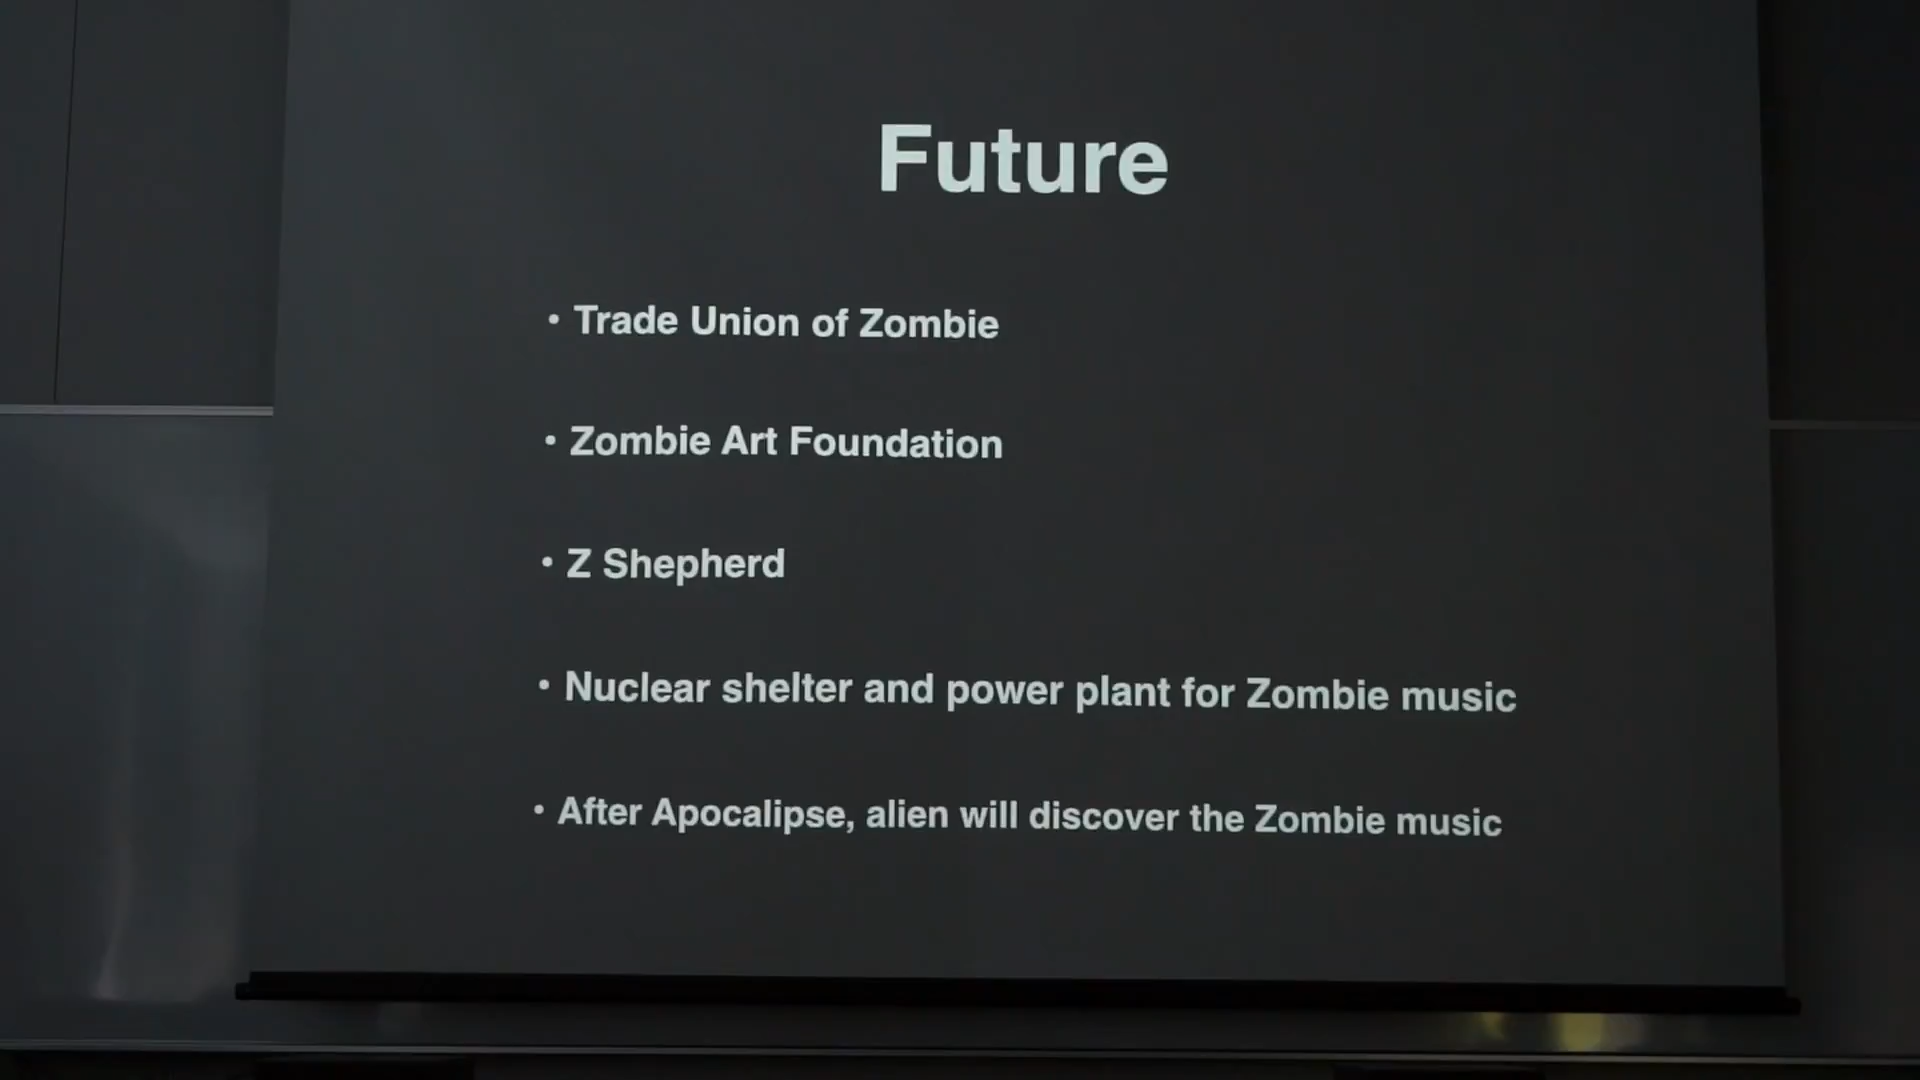 Future
• Trade Union of Zombie
• Zombie Art Foundation
• Z Shepherd
• Nuclear shelter and power plant for Zombie music
• After Apocalipse, alien will discover the Zombie music